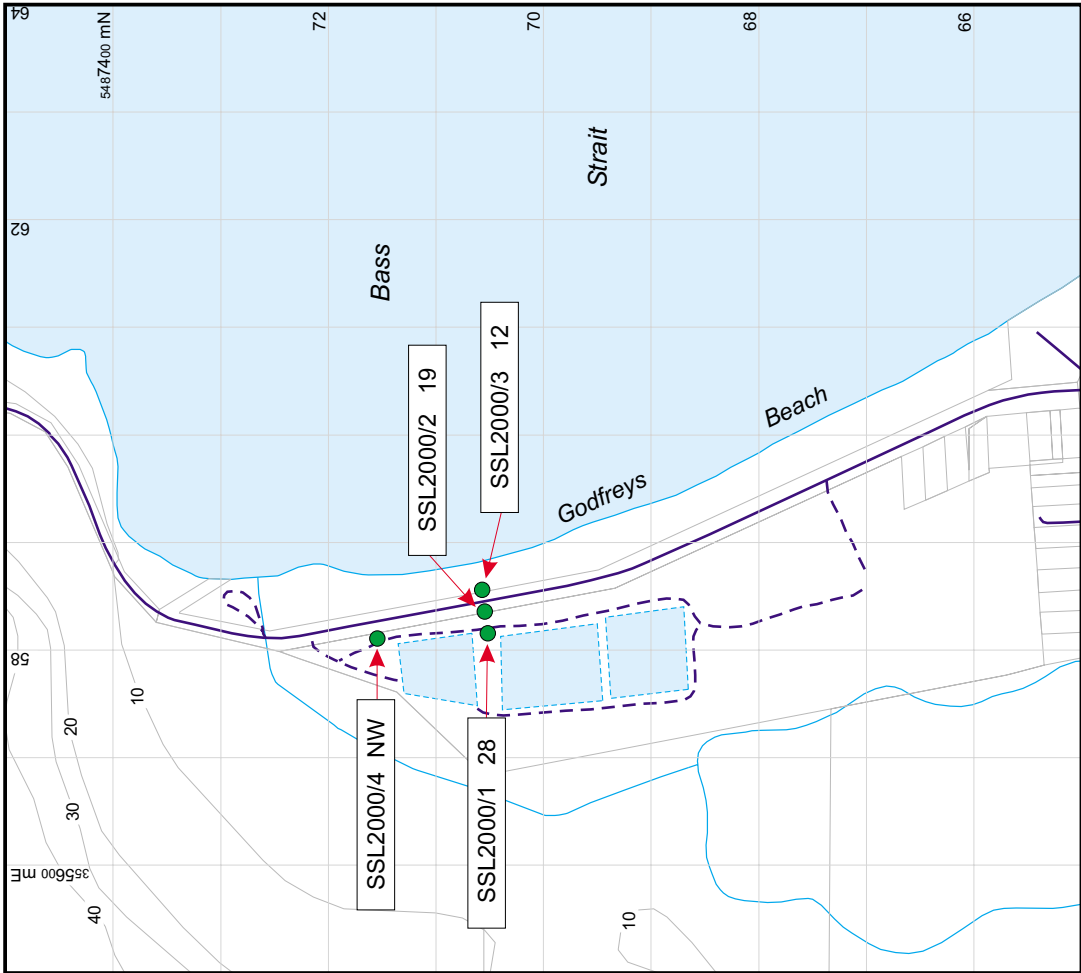 64
5487400 mN
72
70
68
66
62
Bass
Strait
SSL2000/2 19
SSL2000/3 12
Godfreys
Beach
58
SSL2000/4 NW
SSL2000/1 28
10
20
30
40
355600 mE
10